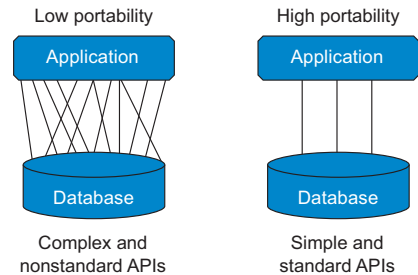 Low portability
Application
Database
Complex and
nonstandard APIs
High portability
Application
Database
Simple and
standard APIs